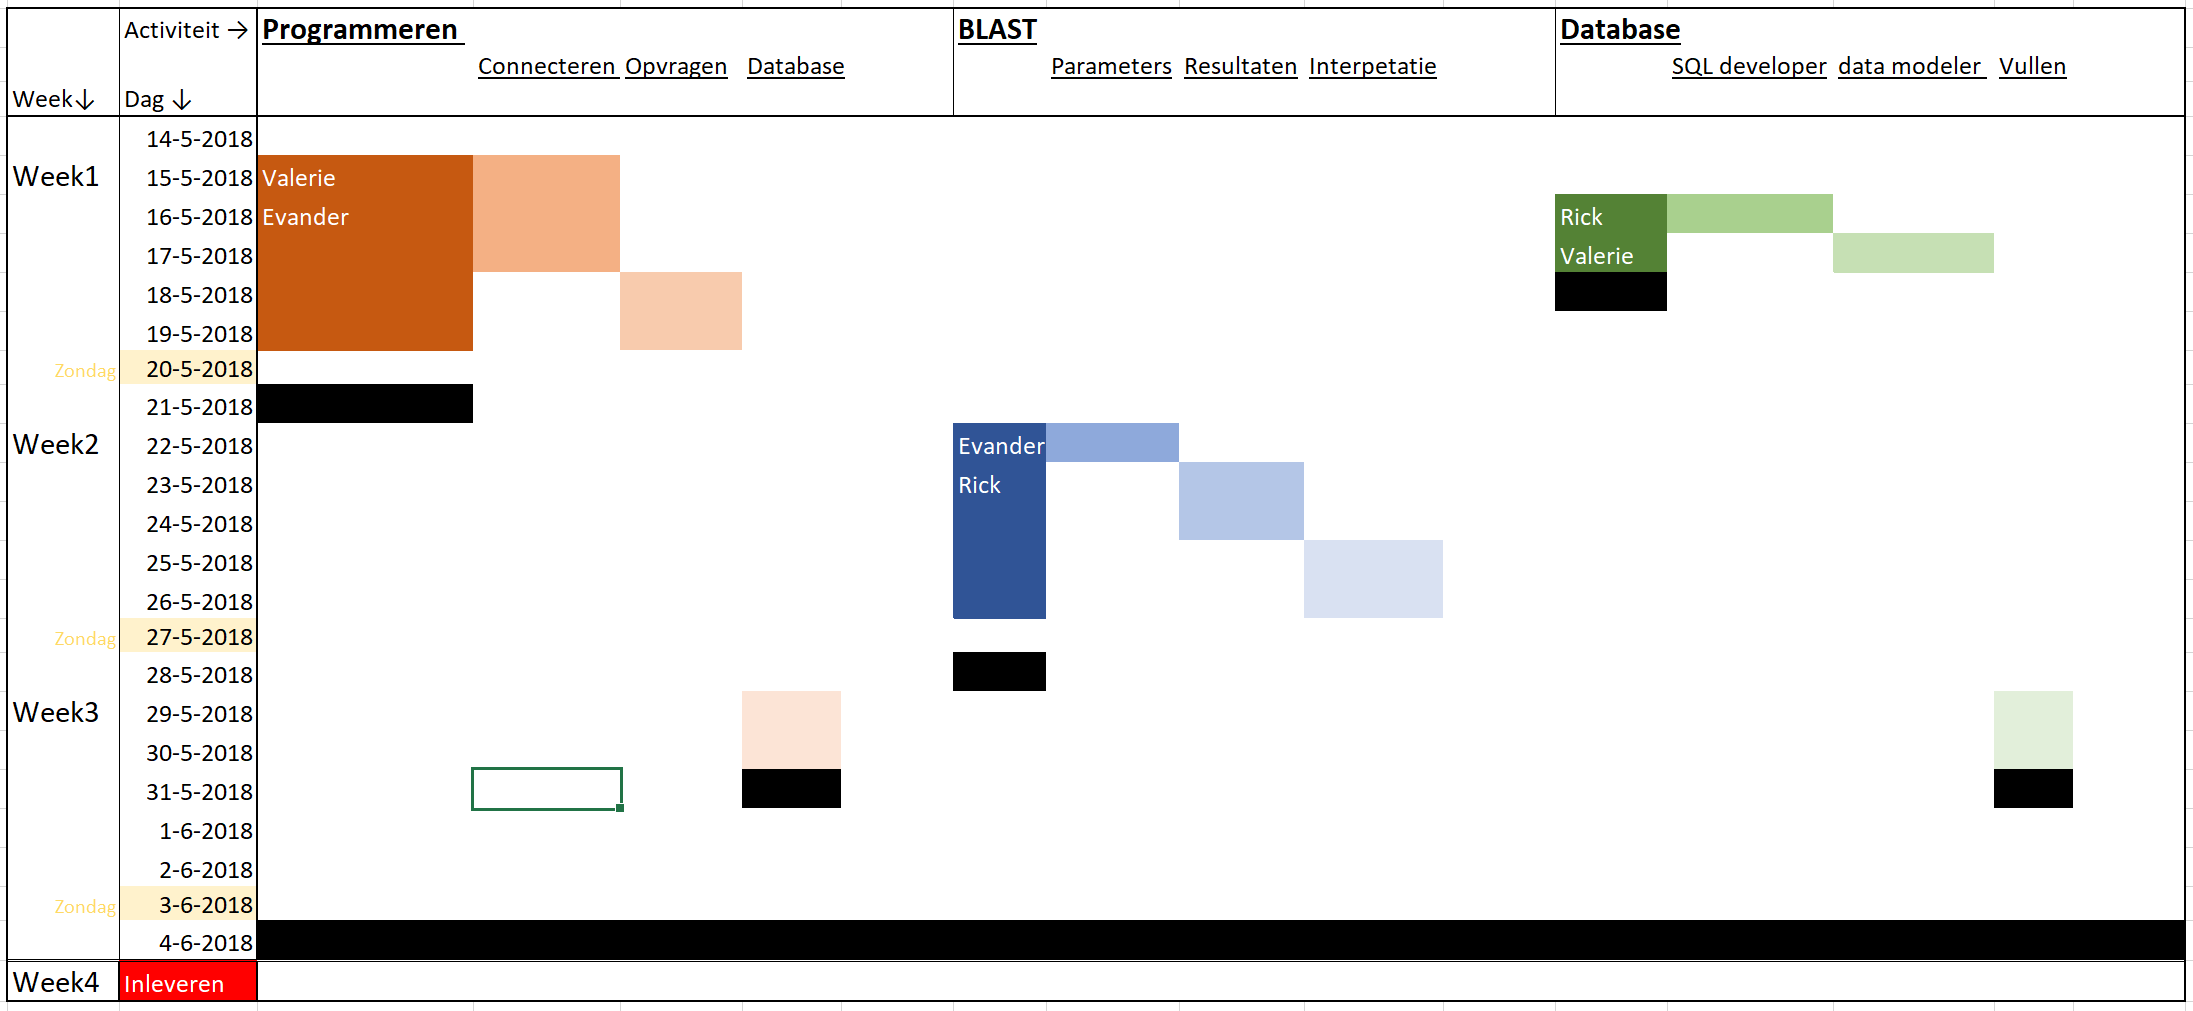 Activiteit → Programmeren BLAST Database
Connecteren Opvragen Database Parameters Resultaten Interpetatie SQL developer data modeler Vullen
Week↓ Dag ↓
14-5-2018
Week1 15-5-2018 Valerie
16-5-2018 Evander Rick
17-5-2018 Valerie
18-5-2018
19-5-2018
Zondag 20-5-2018
21-5-2018
Week2 22-5-2018 Evander
23-5-2018 Rick
24-5-2018
25-5-2018
26-5-2018
Zondag 27-5-2018
28-5-2018
Week3 29-5-2018
30-5-2018
31-5-2018
1-6-2018
2-6-2018
Zondag 3-6-2018
4-6-2018
Week4 Inleveren